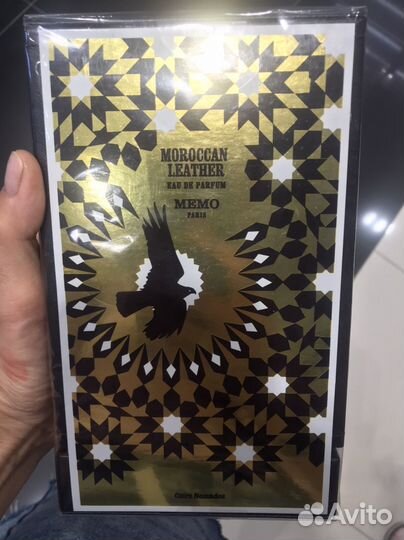 MOROCCAN
LEATHER
EAU DE PARFUM
MEMO
PARIS
Cuirs Nomades
Avito